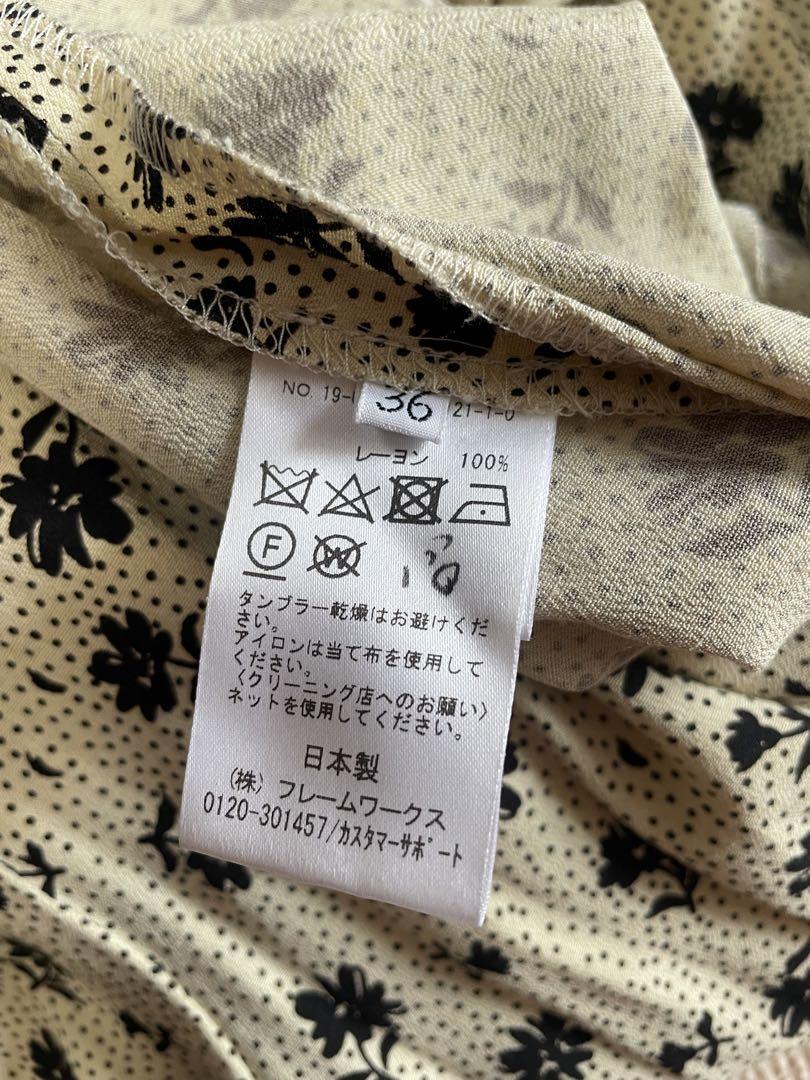 NO. 19-
36
21-1-0
レーヨン 100%
F
W
タンブラー乾燥はお避けくだ
さい。
アイロンは当て布を使用して
ください。
〈クリーニング店へのお願い〉
ネットを使用してください。
日本製
(株) フレームワークス
0120-301457/カスタマーサポート